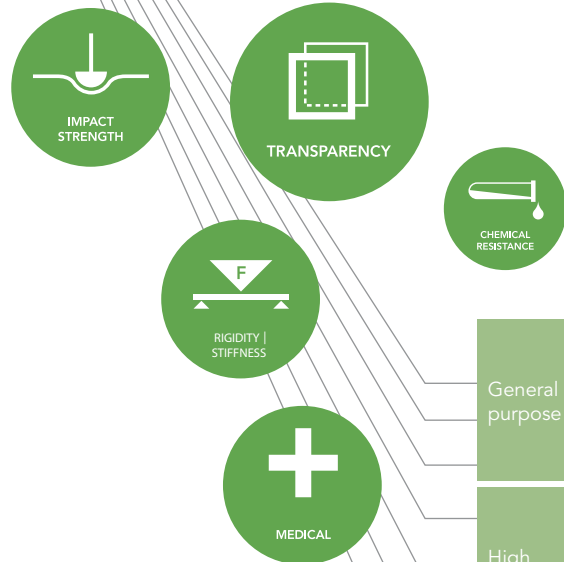 IMPACT
STRENGTH
TRANSPARENCY
CHEMICAL
RESISTANCE
F
RIGIDITY |
STIFFNESS
General
purpose
MEDICAL
High